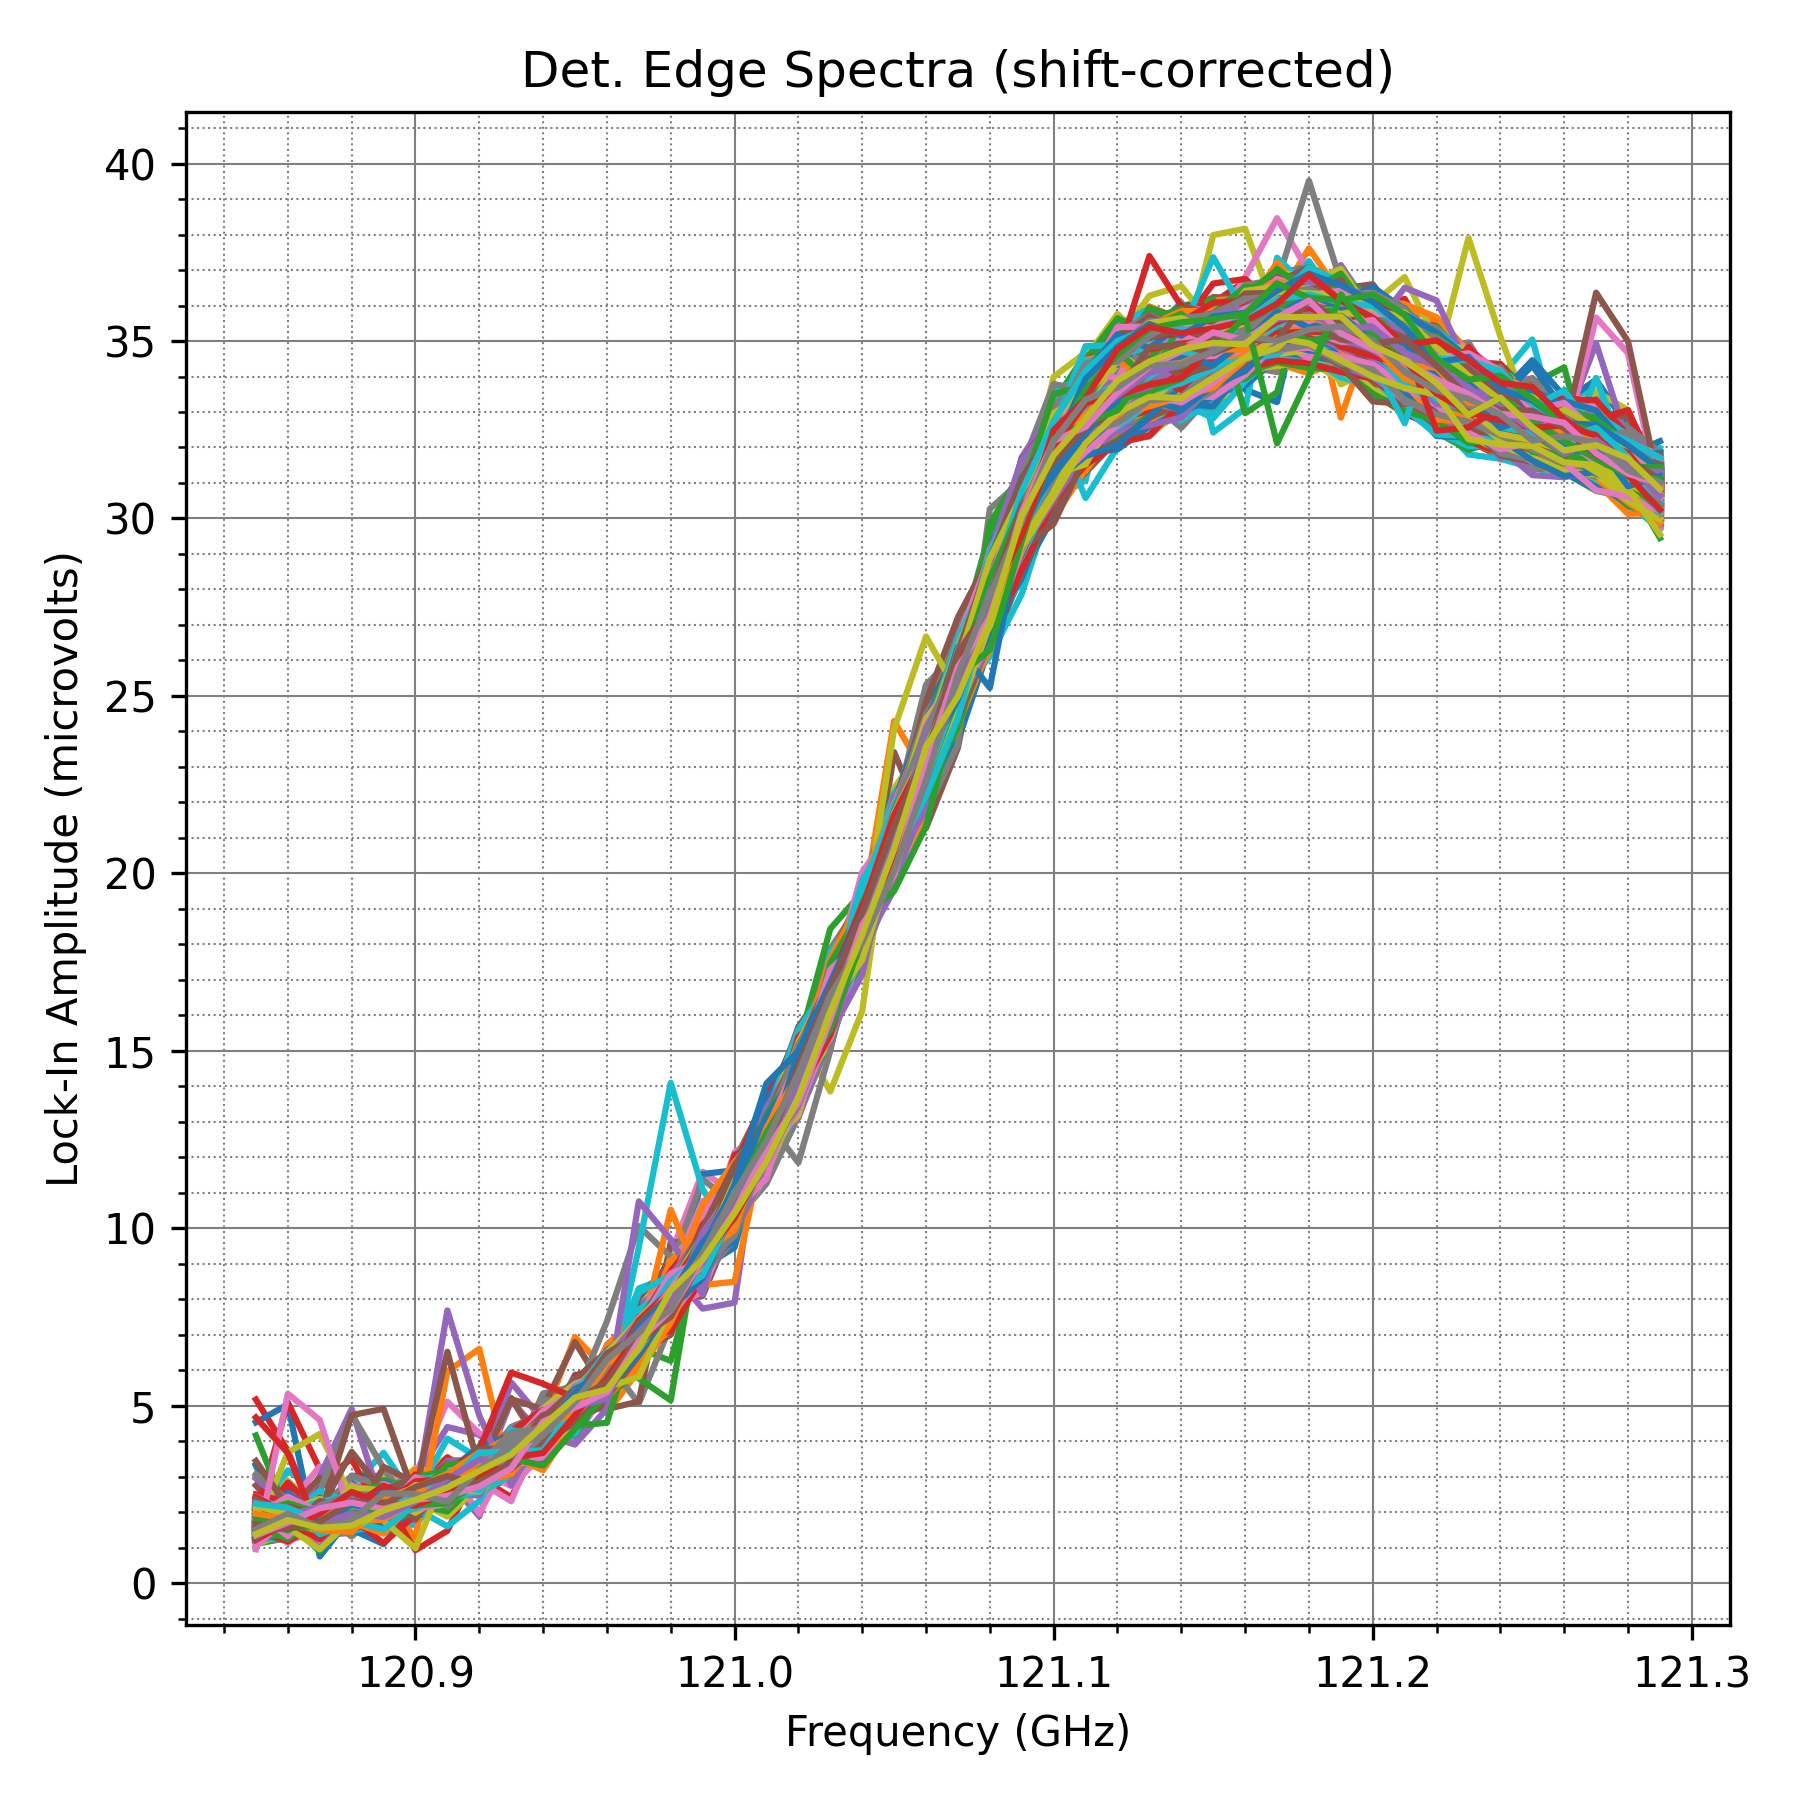 Det. Edge Spectra (shift-corrected)
Lock-In Amplitude (microvolts)
40
35
30
25
20
15
10
5
0
120.9 121.0 121.1 121.2 121.3
Frequency (GHz)